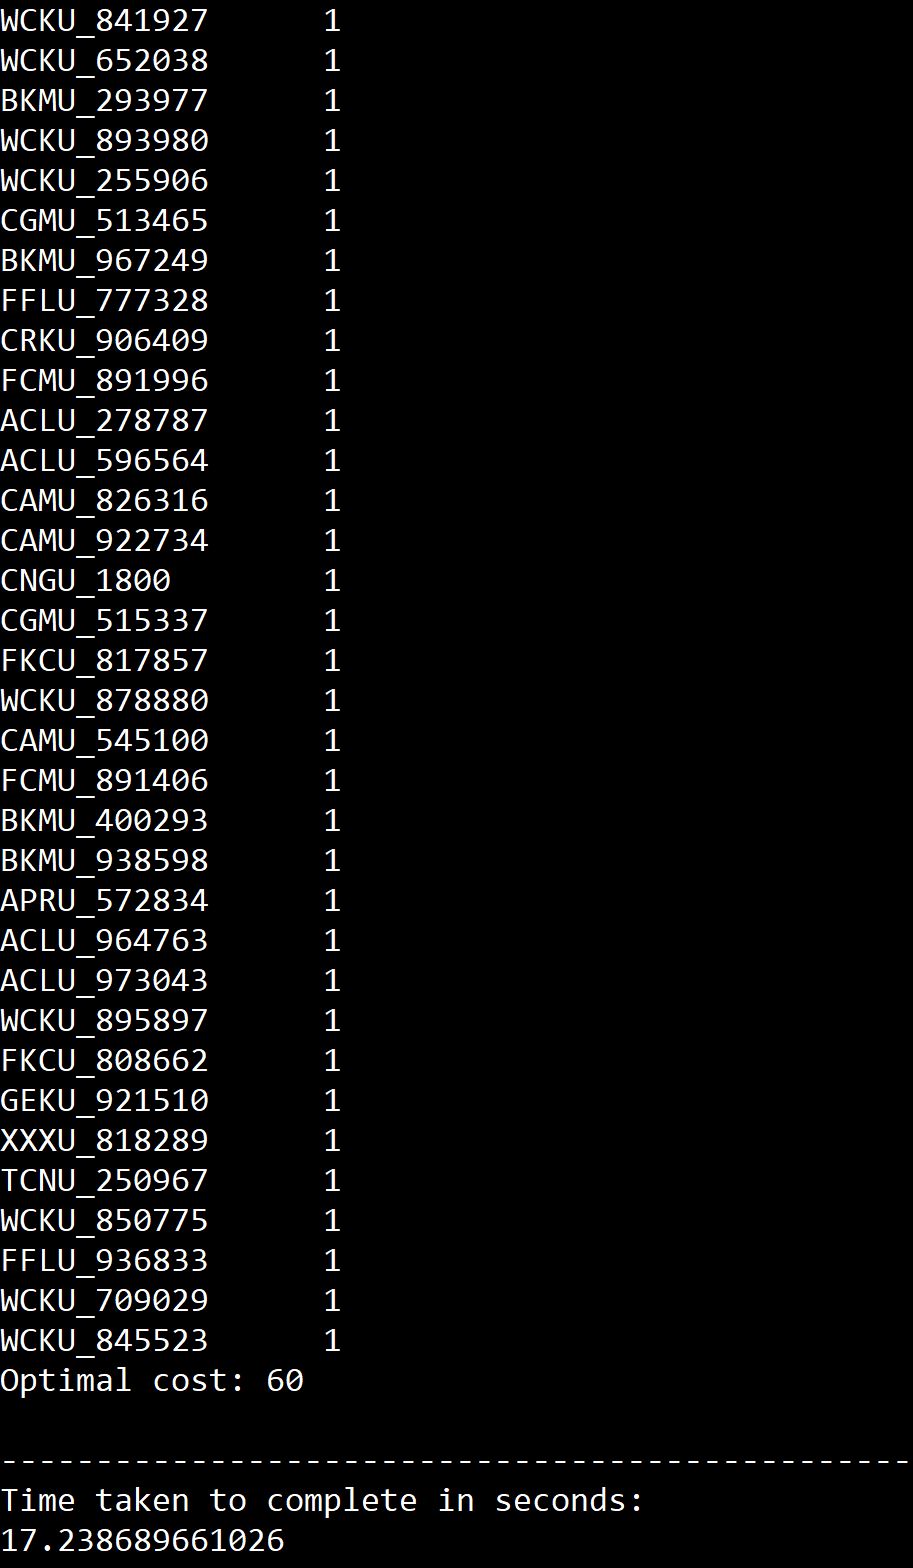 WCKU_841927 1
WCKU_652038 1
BKMU_293977 1
WCKU_893980 1
WCKU_255906 1
CGMU_513465 1
BKMU_967249 1
FFLU_777328 1
CRKU_906409 1
FCMU_891996 1
ACLU_278787 1
ACLU_596564 1
CAMU_826316 1
CAMU_922734 1
CNGU_1800 1
CGMU_515337 1
FKCU_817857 1
WCKU_878880 1
CAMU_545100 1
FCMU_891406 1
BKMU_400293 1
BKMU_938598 1
APRU_572834 1
ACLU_964763 1
ACLU_973043 1
WCKU_895897 1
FKCU_808662 1
GEKU_921510 1
XXXU_818289 1
TCNU_250967 1
WCKU_850775 1
FFLU_936833 1
WCKU_709029 1
WCKU_845523 1
Optimal cost: 60
------------------------------------------------
Time taken to complete in seconds:
17.238689661026